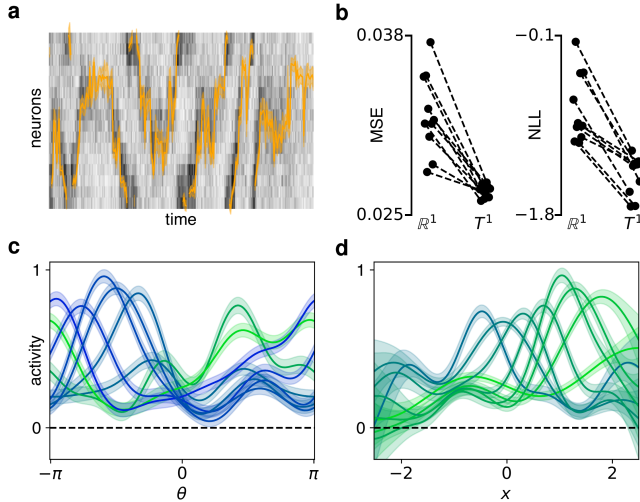 a
neurons
time
b
0.038
MSE
0.025
ℝ¹ T¹
−0.1
NLL
−1.8
ℝ¹ T¹
c
1
activity
0
−π 0 π
θ
d
1
0
−2 0 2
x